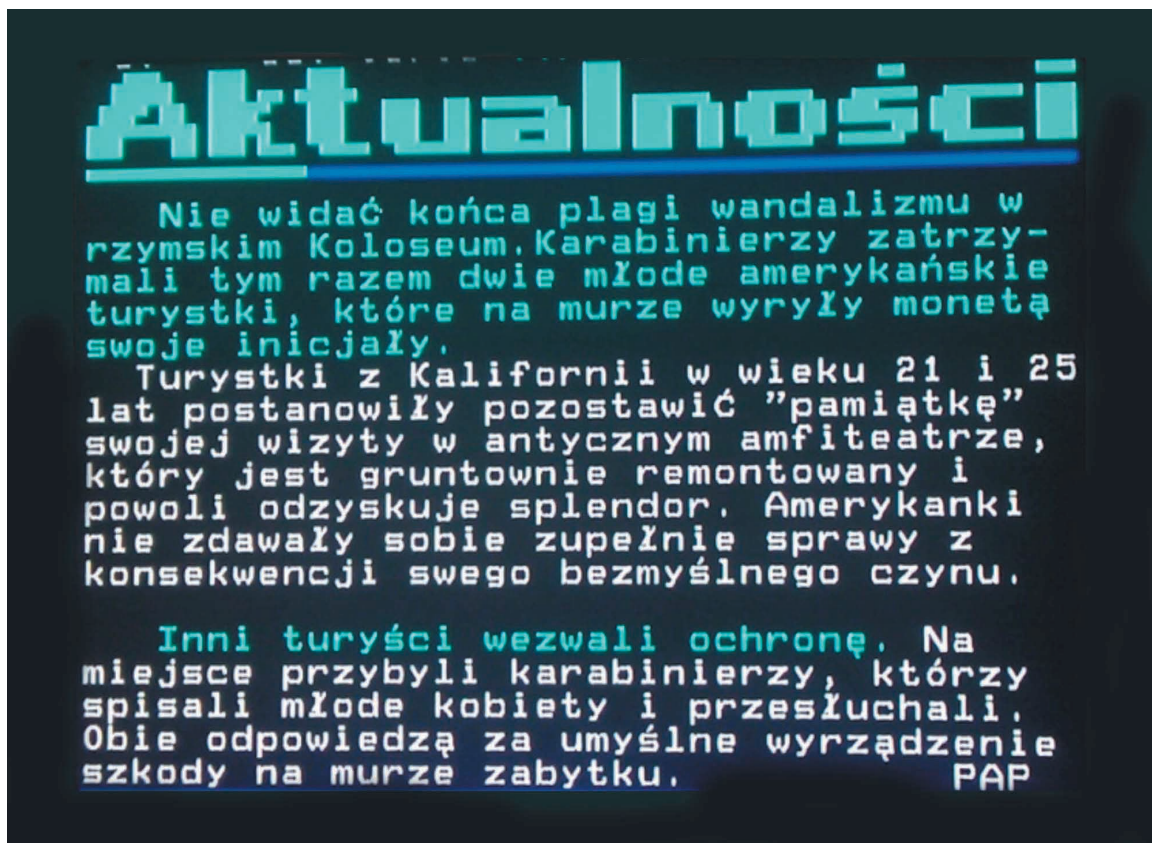 Aktualności
Nie widać końca plagi wandalizmu w
rzymskim Koloseum.Karabinierzy zatrzy-
mali tym razem dwie młode amerykańskie
turystki, które na murze wyryły monetą
swoje inicjały.
Turystki z Kalifornii w wieku 21 i 25
lat postanowiły pozostawić "pamiątkę"
swojej wizyty w antycznym amfiteatrze,
który jest gruntownie remontowany i
powoli odzyskuje splendor. Amerykanki
nie zdawały sobie zupełnie sprawy z
konsekwencji swego bezmyślnego czynu.
Inni turyści wezwali ochronę. Na
miejsce przybyli karabinierzy, którzy
spisali młode kobiety i przesłuchali.
Obie odpowiedzą za umyślne wyrządzenie
szkody na murze zabytku. PAP